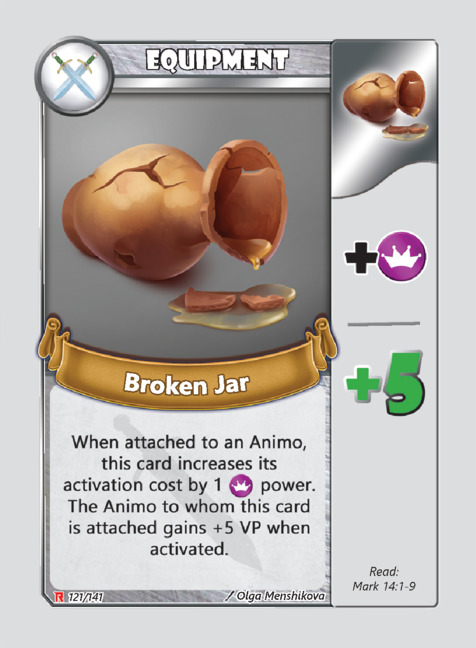 EQUIPMENT
+
+5
Broken Jar
When attached to an Animo,
this card increases its
activation cost by 1 power.
The Animo to whom this card
is attached gains +5 VP when
activated.
Read:
Mark 14:1-9
R 121/141
Olga Menshikova